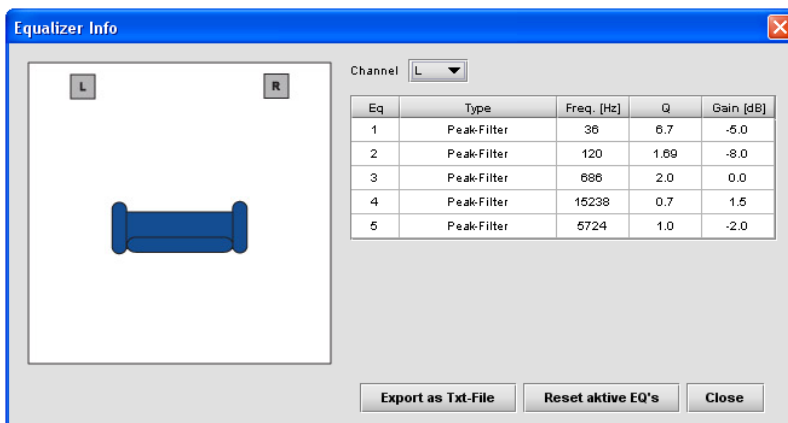 Equalizer Info
L R
Channel L
Eq Type Freq. [Hz] Q Gain [dB]
1 Peak-Filter 36 6.7 -5.0
2 Peak-Filter 120 1.69 -8.0
3 Peak-Filter 686 2.0 0.0
4 Peak-Filter 15238 0.7 1.5
5 Peak-Filter 5724 1.0 -2.0
Export as Txt-File Reset aktive EQ's Close